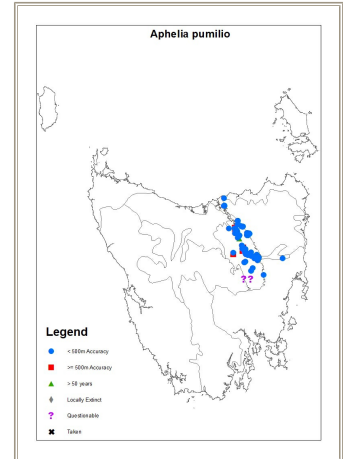 Aphelia pumilio
??
Legend
< 500m Accuracy
>= 500m Accuracy
> 50 years
Locally Extinct
? Questionable
Taken